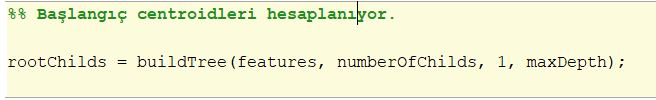 %% Başlangıç centroidleri hesaplanıyor.
rootChilds = buildTree(features, numberOfChilds, 1, maxDepth);